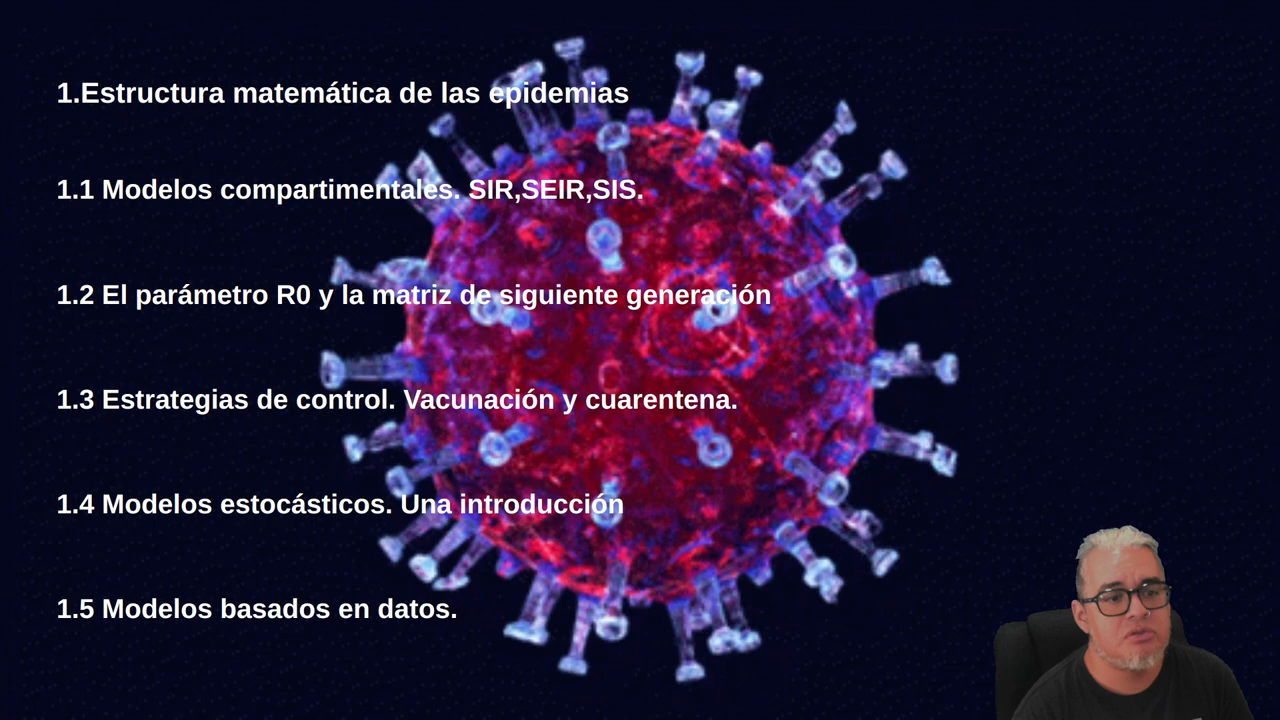 1.Estructura matemática de las epidemias
1.1 Modelos compartimentales. SIR,SEIR,SIS.
1.2 El parámetro R0 y la matriz de siguiente generación
1.3 Estrategias de control. Vacunación y cuarentena.
1.4 Modelos estocásticos. Una introducción
1.5 Modelos basados en datos.